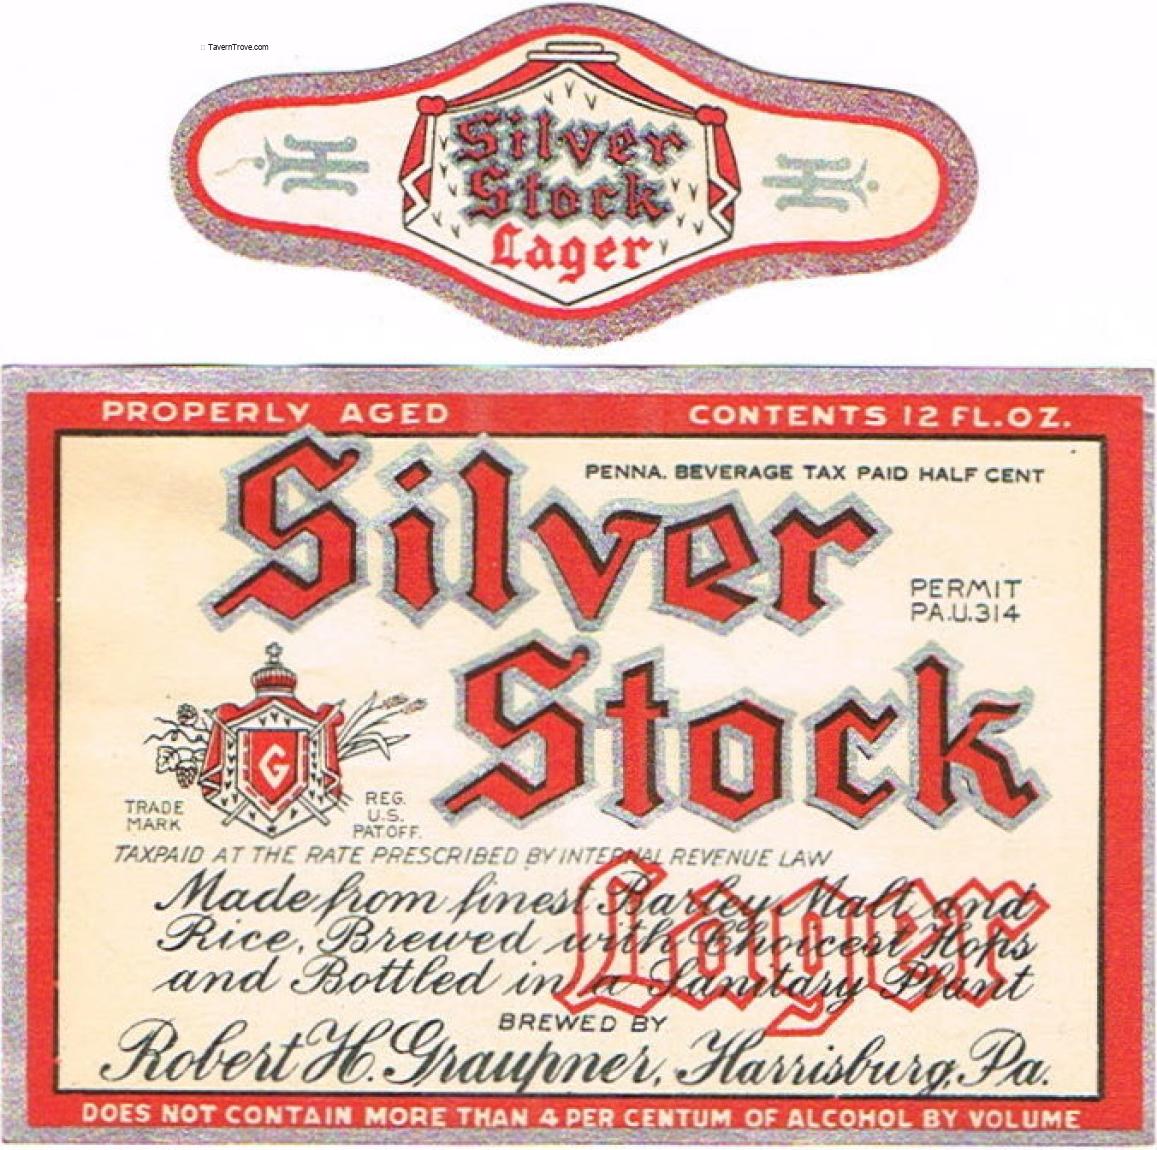 TavernTrove.com
Silver
Stock
Lager
PROPERLY AGED
CONTENTS 12 FL.OZ.
Silver
PENNA. BEVERAGE TAX PAID HALF CENT
PERMIT
PA.U.314
Stock
G
TRADE
MARK
REG.
U.S.
PAT OFF.
TAXPAID AT THE RATE PRESCRIBED BY INTERNAL REVENUE LAW
Lager
Made from finest Barley Malt and
Rice, Brewed with Choicest Hops
and Bottled in a Sanitary Plant
BREWED BY
Robert H. Graupner, Harrisburg, Pa.
DOES NOT CONTAIN MORE THAN 4 PER CENTUM OF ALCOHOL BY VOLUME